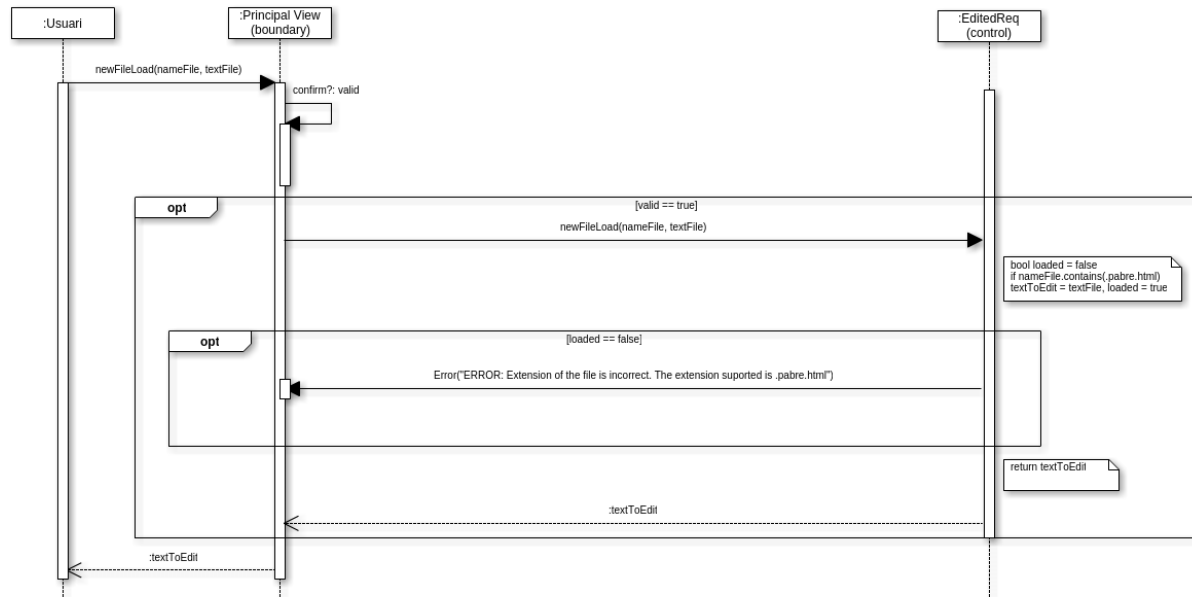 :Usuari
:Principal View
(boundary)
:EditedReq
(control)
newFileLoad(nameFile, textFile)
confirm?: valid
opt
[valid == true]
newFileLoad(nameFile, textFile)
bool loaded = false
if nameFile.contains(.pabre.html)
textToEdit = textFile, loaded = true
opt
[loaded == false]
Error("ERROR: Extension of the file is incorrect. The extension suported is .pabre.html")
return textToEdit
:textToEdit
:textToEdit